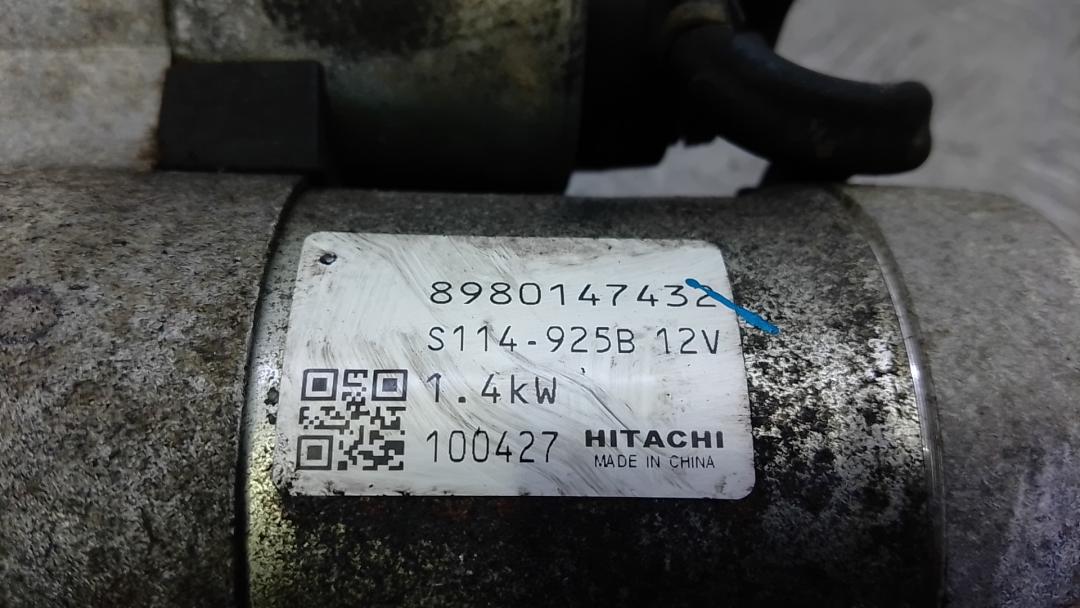 8980147432
S114-925B 12V
1.4kW
100427 HITACHI
MADE IN CHINA